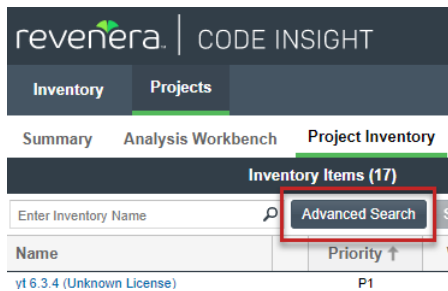 revenera. | CODE INSIGHT
Inventory Projects
Summary Analysis Workbench Project Inventory
Inventory Items (17)
Enter Inventory Name Advanced Search
Name Priority ↑
yt 6.3.4 (Unknown License) P1